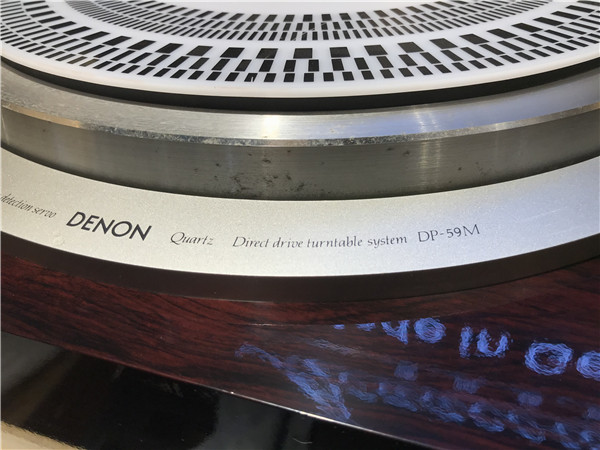 detection servo DENON Quartz Direct drive turntable system DP-59M